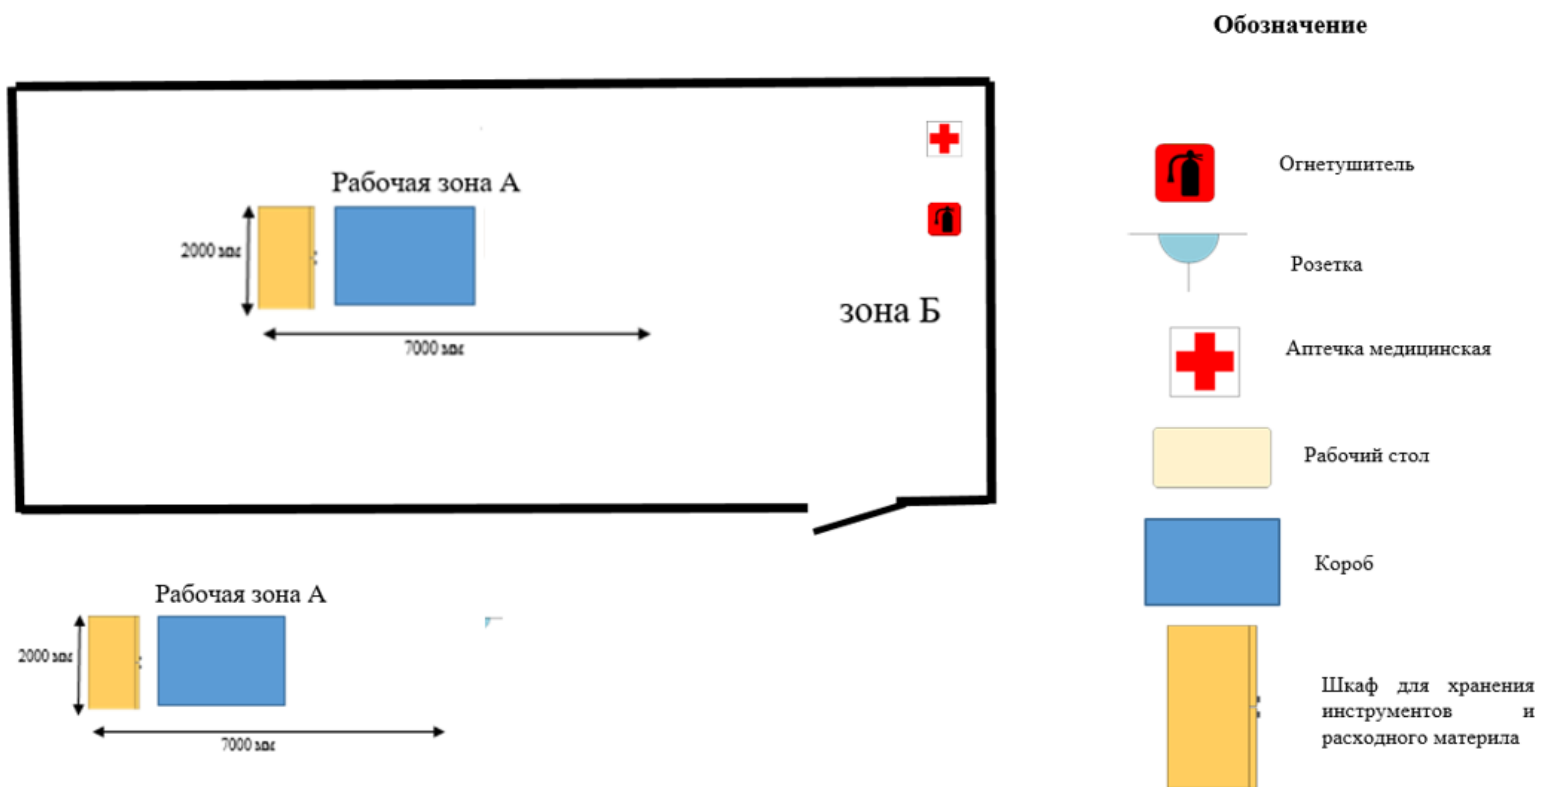 Обозначение
Рабочая зона А
2000 мм
7000 мм
зона Б
Рабочая зона А
2000 мм
7000 мм
Огнетушитель
Розетка
Аптечка медицинская
Рабочий стол
Короб
Шкаф для хранения
инструментов и
расходного материла